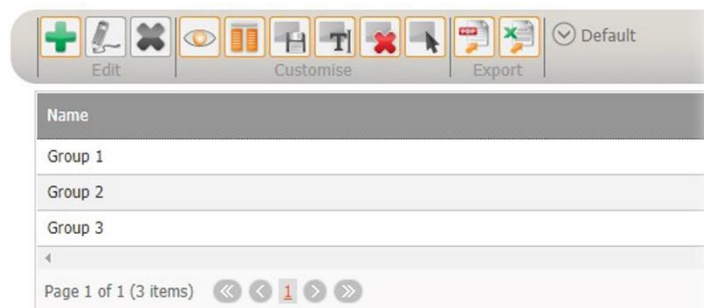 Default
Edit
Customise
Export
Name
Group 1
Group 2
Group 3
Page 1 of 1 (3 items) 1